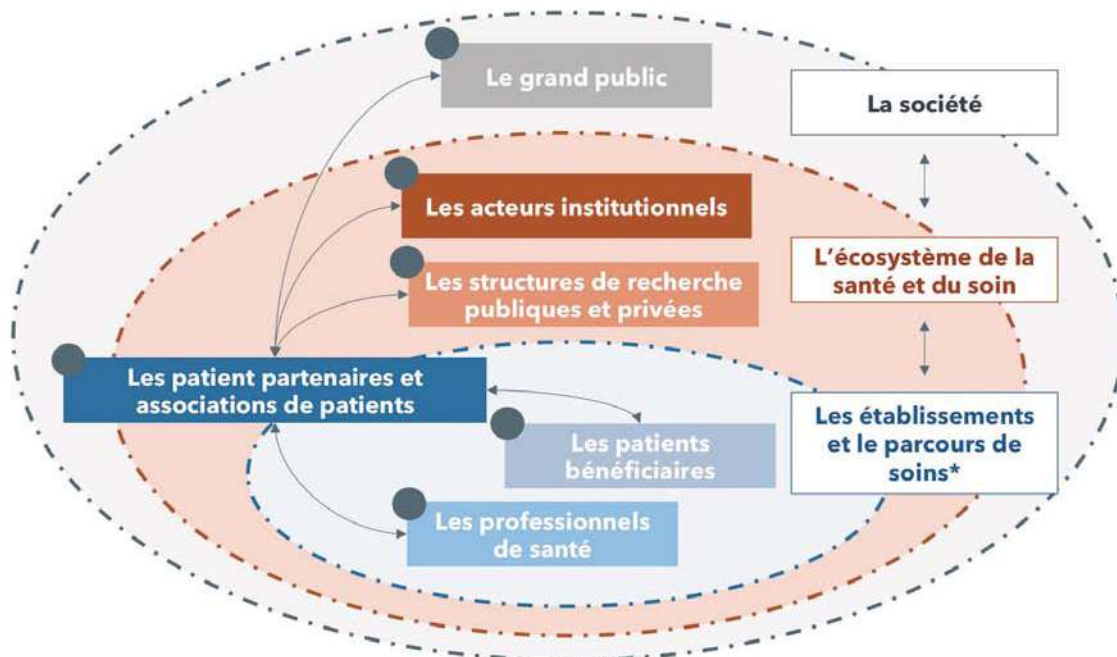 Le grand public
La société
Les acteurs institutionnels
L'écosystème de la
santé et du soin
Les structures de recherche
publiques et privées
Les patient partenaires et
associations de patients
Les établissements
et le parcours de
soins*
Les patients
bénéficiaires
Les professionnels
de santé